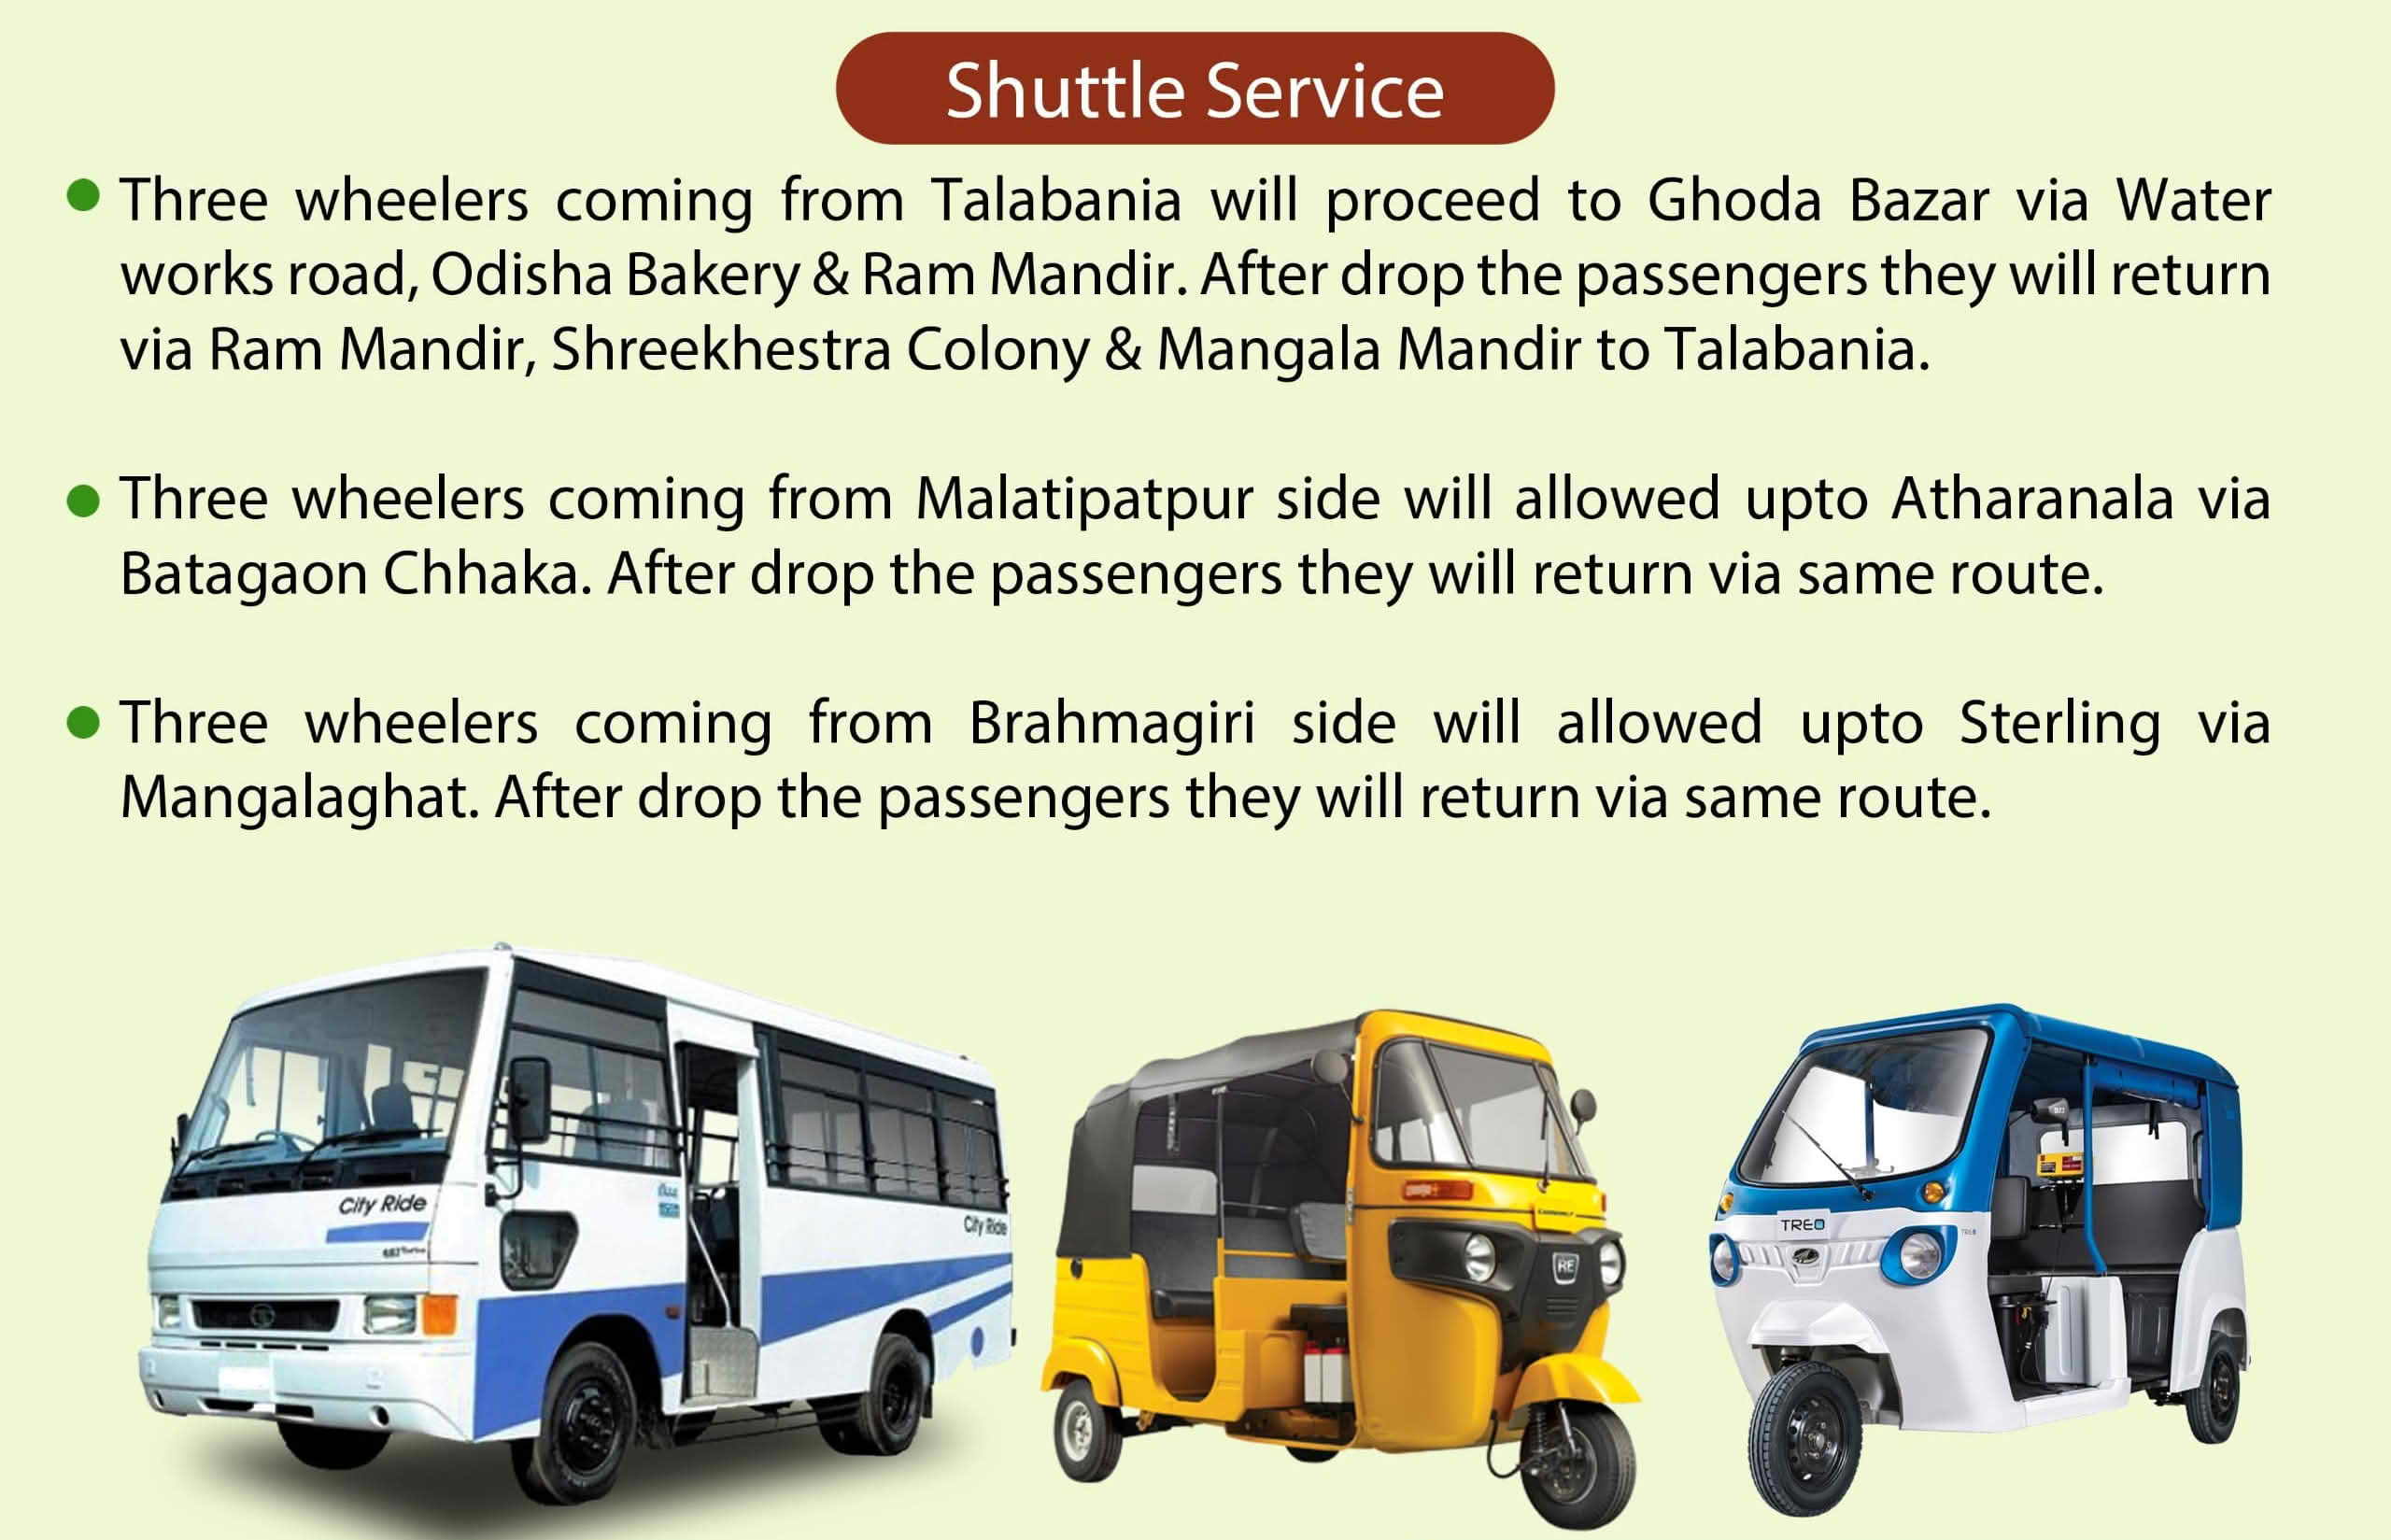 Shuttle Service
Three wheelers coming from Talabania will proceed to Ghoda Bazar via Water
works road, Odisha Bakery & Ram Mandir. After drop the passengers they will return
via Ram Mandir, Shreekhestra Colony & Mangala Mandir to Talabania.
Three wheelers coming from Malatipatpur side will allowed upto Atharanala via
Batagaon Chhaka. After drop the passengers they will return via same route.
Three wheelers coming from Brahmagiri side will allowed upto Sterling via
Mangalaghat. After drop the passengers they will return via same route.
City Ride
City Ride
RE
TREO